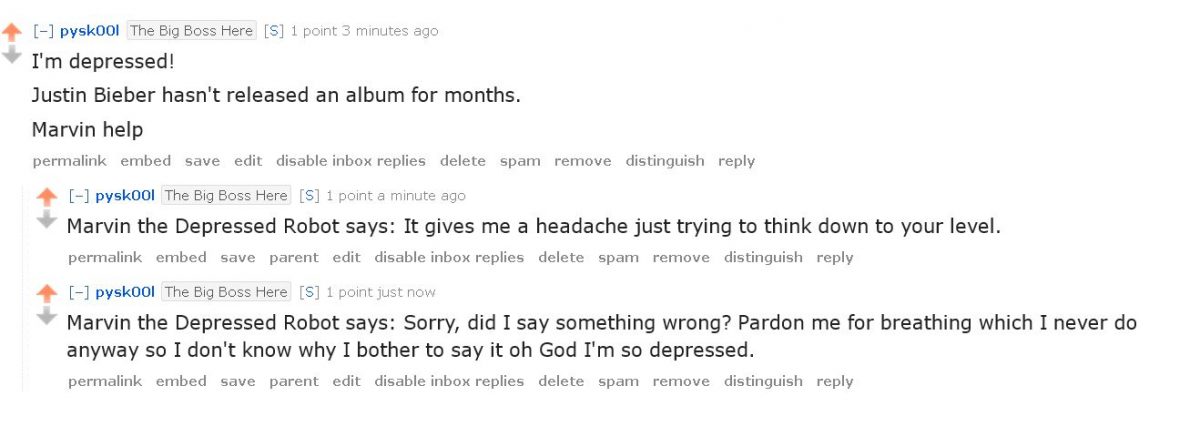 [–] pysk00l The Big Boss Here [S] 1 point 3 minutes ago
I'm depressed!
Justin Bieber hasn't released an album for months.
Marvin help
permalink embed save edit disable inbox replies delete spam remove distinguish reply
[–] pysk00l The Big Boss Here [S] 1 point a minute ago
Marvin the Depressed Robot says: It gives me a headache just trying to think down to your level.
permalink embed save parent edit disable inbox replies delete spam remove distinguish reply
[–] pysk00l The Big Boss Here [S] 1 point just now
Marvin the Depressed Robot says: Sorry, did I say something wrong? Pardon me for breathing which I never do
anyway so I don't know why I bother to say it oh God I'm so depressed.
permalink embed save parent edit disable inbox replies delete spam remove distinguish reply